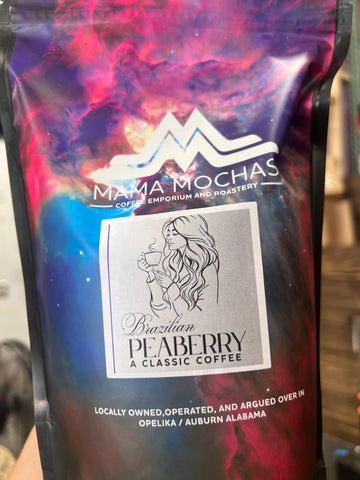 MAMA MOCHAS
COFFEE EMPORIUM AND ROASTERY
Brazilian
PEABERRY
A CLASSIC COFFEE
LOCALLY OWNED,OPERATED, AND ARGUED OVER IN
OPELIKA / AUBURN ALABAMA